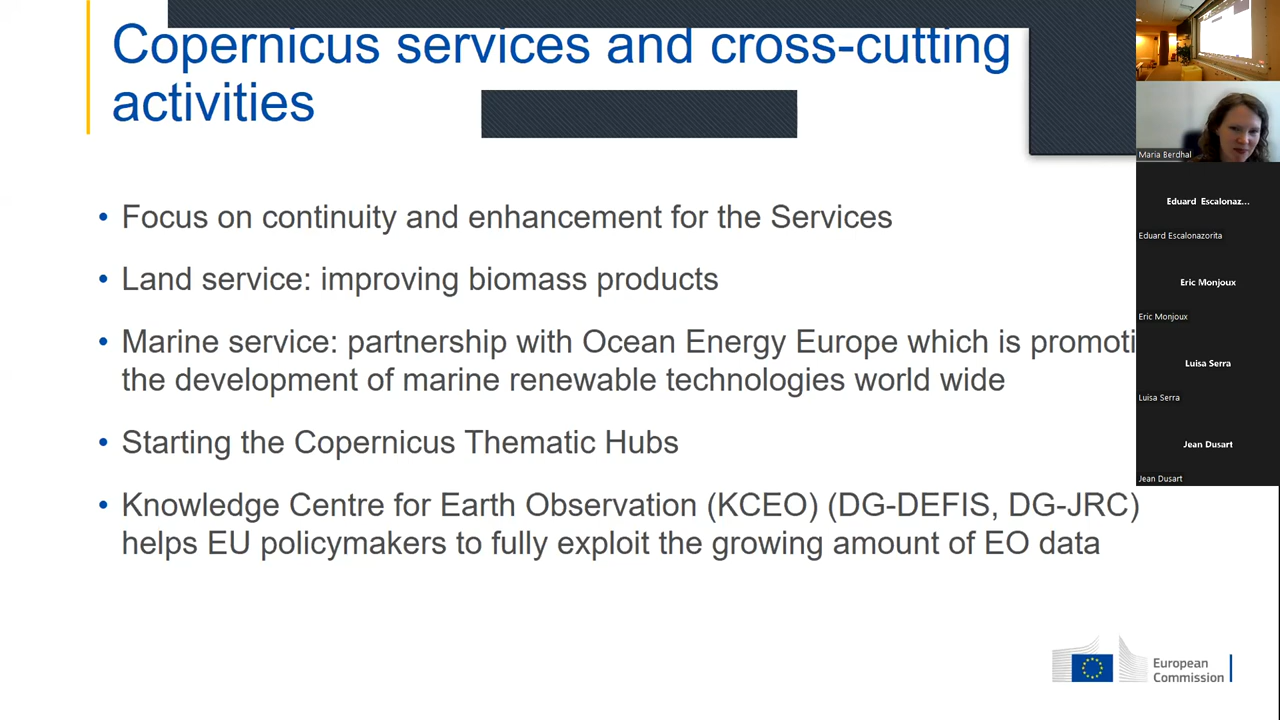 Copernicus services and cross-cutting
activities
• Focus on continuity and enhancement for the Services
• Land service: improving biomass products
• Marine service: partnership with Ocean Energy Europe which is promoti
the development of marine renewable technologies world wide
• Starting the Copernicus Thematic Hubs
• Knowledge Centre for Earth Observation (KCEO) (DG-DEFIS, DG-JRC)
helps EU policymakers to fully exploit the growing amount of EO data
European
Commission
Maria Berdhal
Eduard Escalonaz...
Eduard Escalonazorita
Eric Monjoux
Eric Monjoux
Luisa Serra
Luisa Serra
Jean Dusart
Jean Dusart